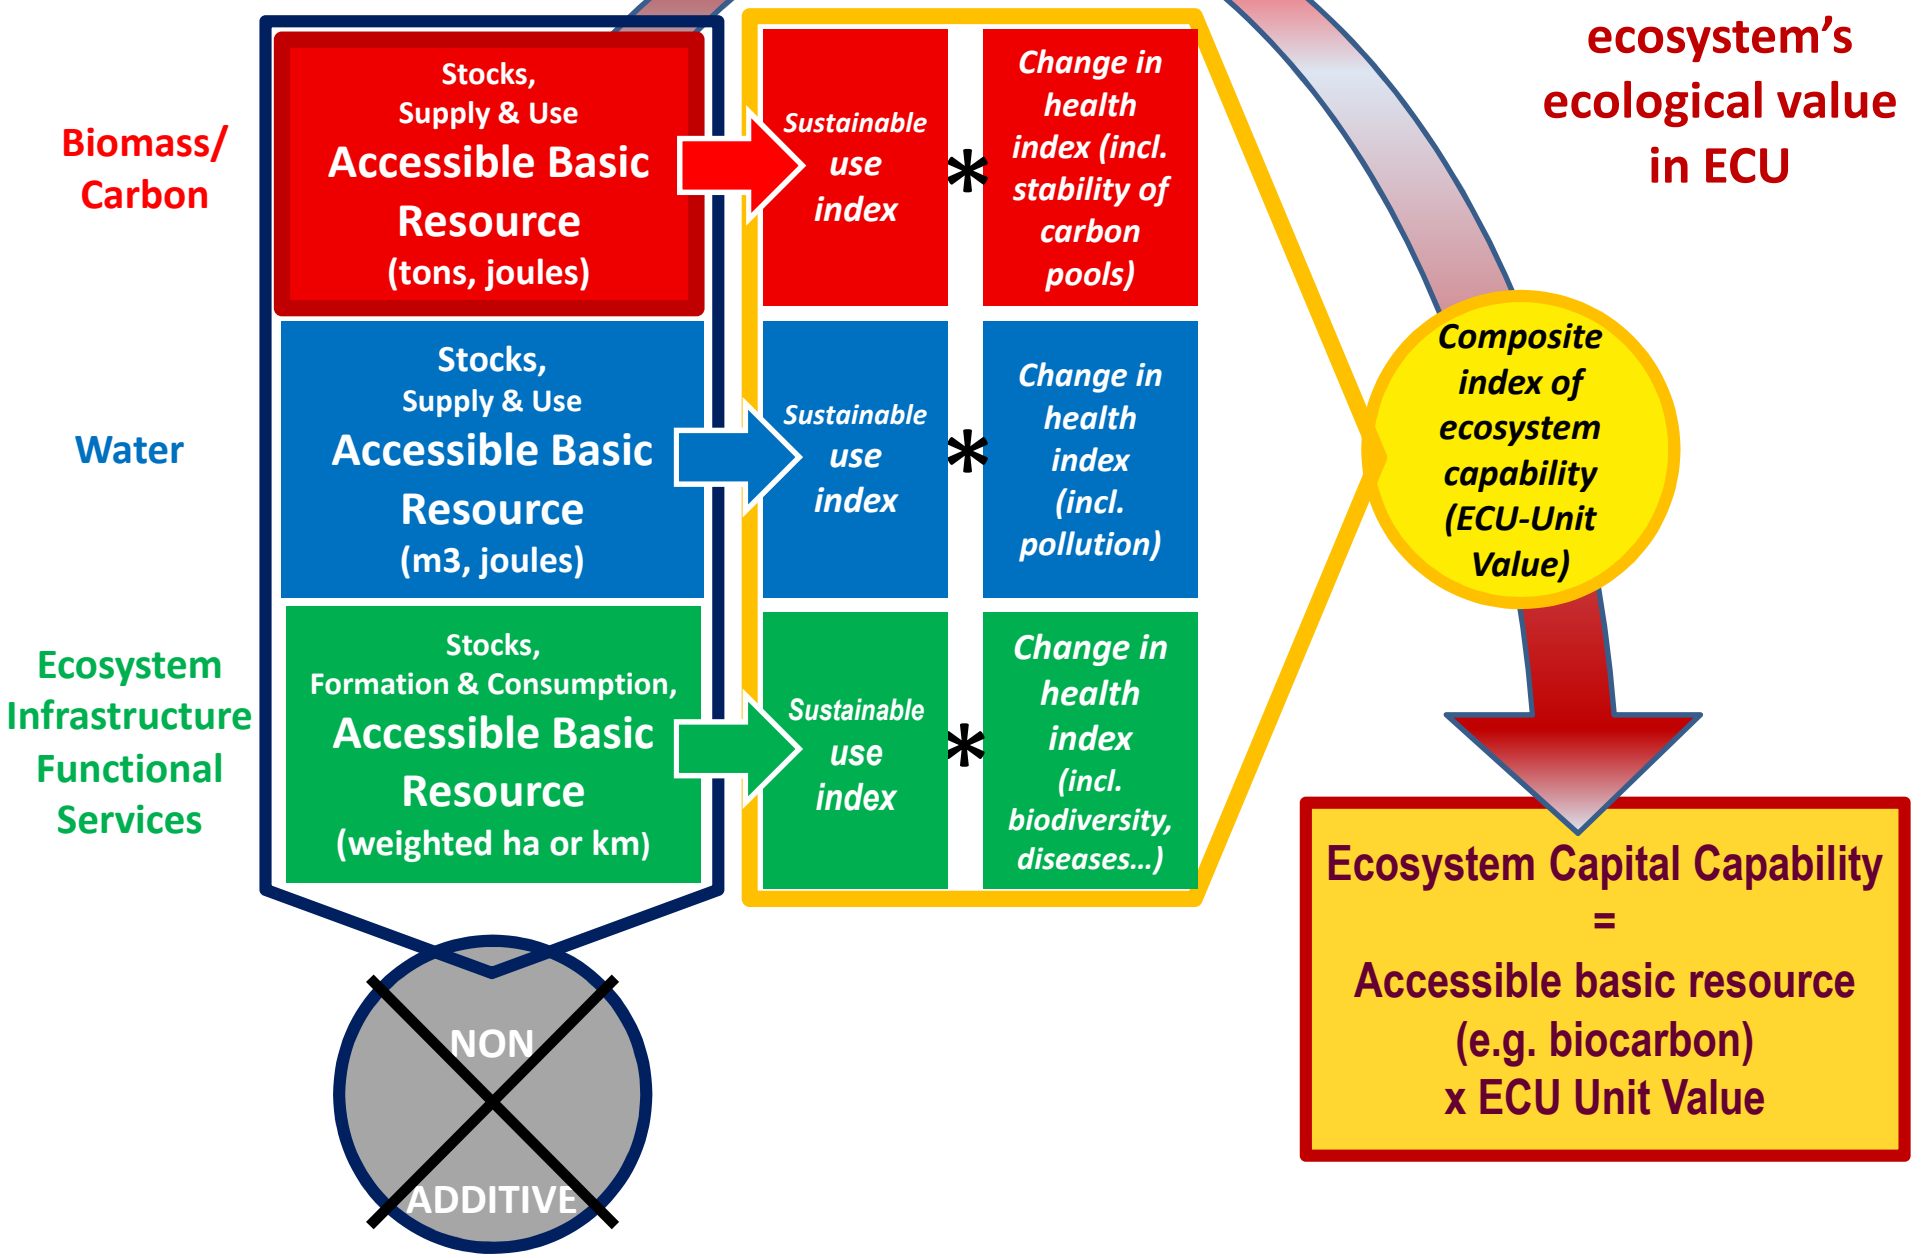 ecosystem’s
ecological value
in ECU
Biomass/
Carbon
Stocks,
Supply & Use
Accessible Basic
Resource
(tons, joules)
Sustainable
use
index
*
Change in
health
index (incl.
stability of
carbon
pools)
Water
Stocks,
Supply & Use
Accessible Basic
Resource
(m3, joules)
Sustainable
use
index
*
Change in
health
index
(incl.
pollution)
Ecosystem
Infrastructure
Functional
Services
Stocks,
Formation & Consumption,
Accessible Basic
Resource
(weighted ha or km)
Sustainable
use
index
*
Change in
health
index
(incl.
biodiversity,
diseases…)
Composite
index of
ecosystem
capability
(ECU-Unit
Value)
NON
ADDITIVE
Ecosystem Capital Capability
=
Accessible basic resource
(e.g. biocarbon)
x ECU Unit Value